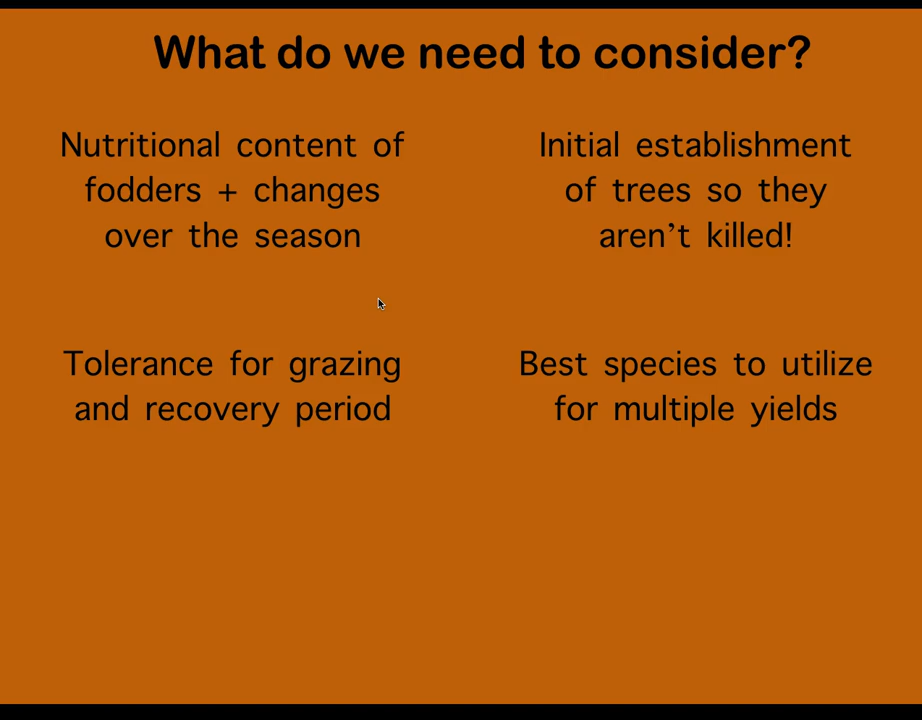 What do we need to consider?
Nutritional content of
fodders + changes
over the season
Initial establishment
of trees so they
aren’t killed!
Tolerance for grazing
and recovery period
Best species to utilize
for multiple yields